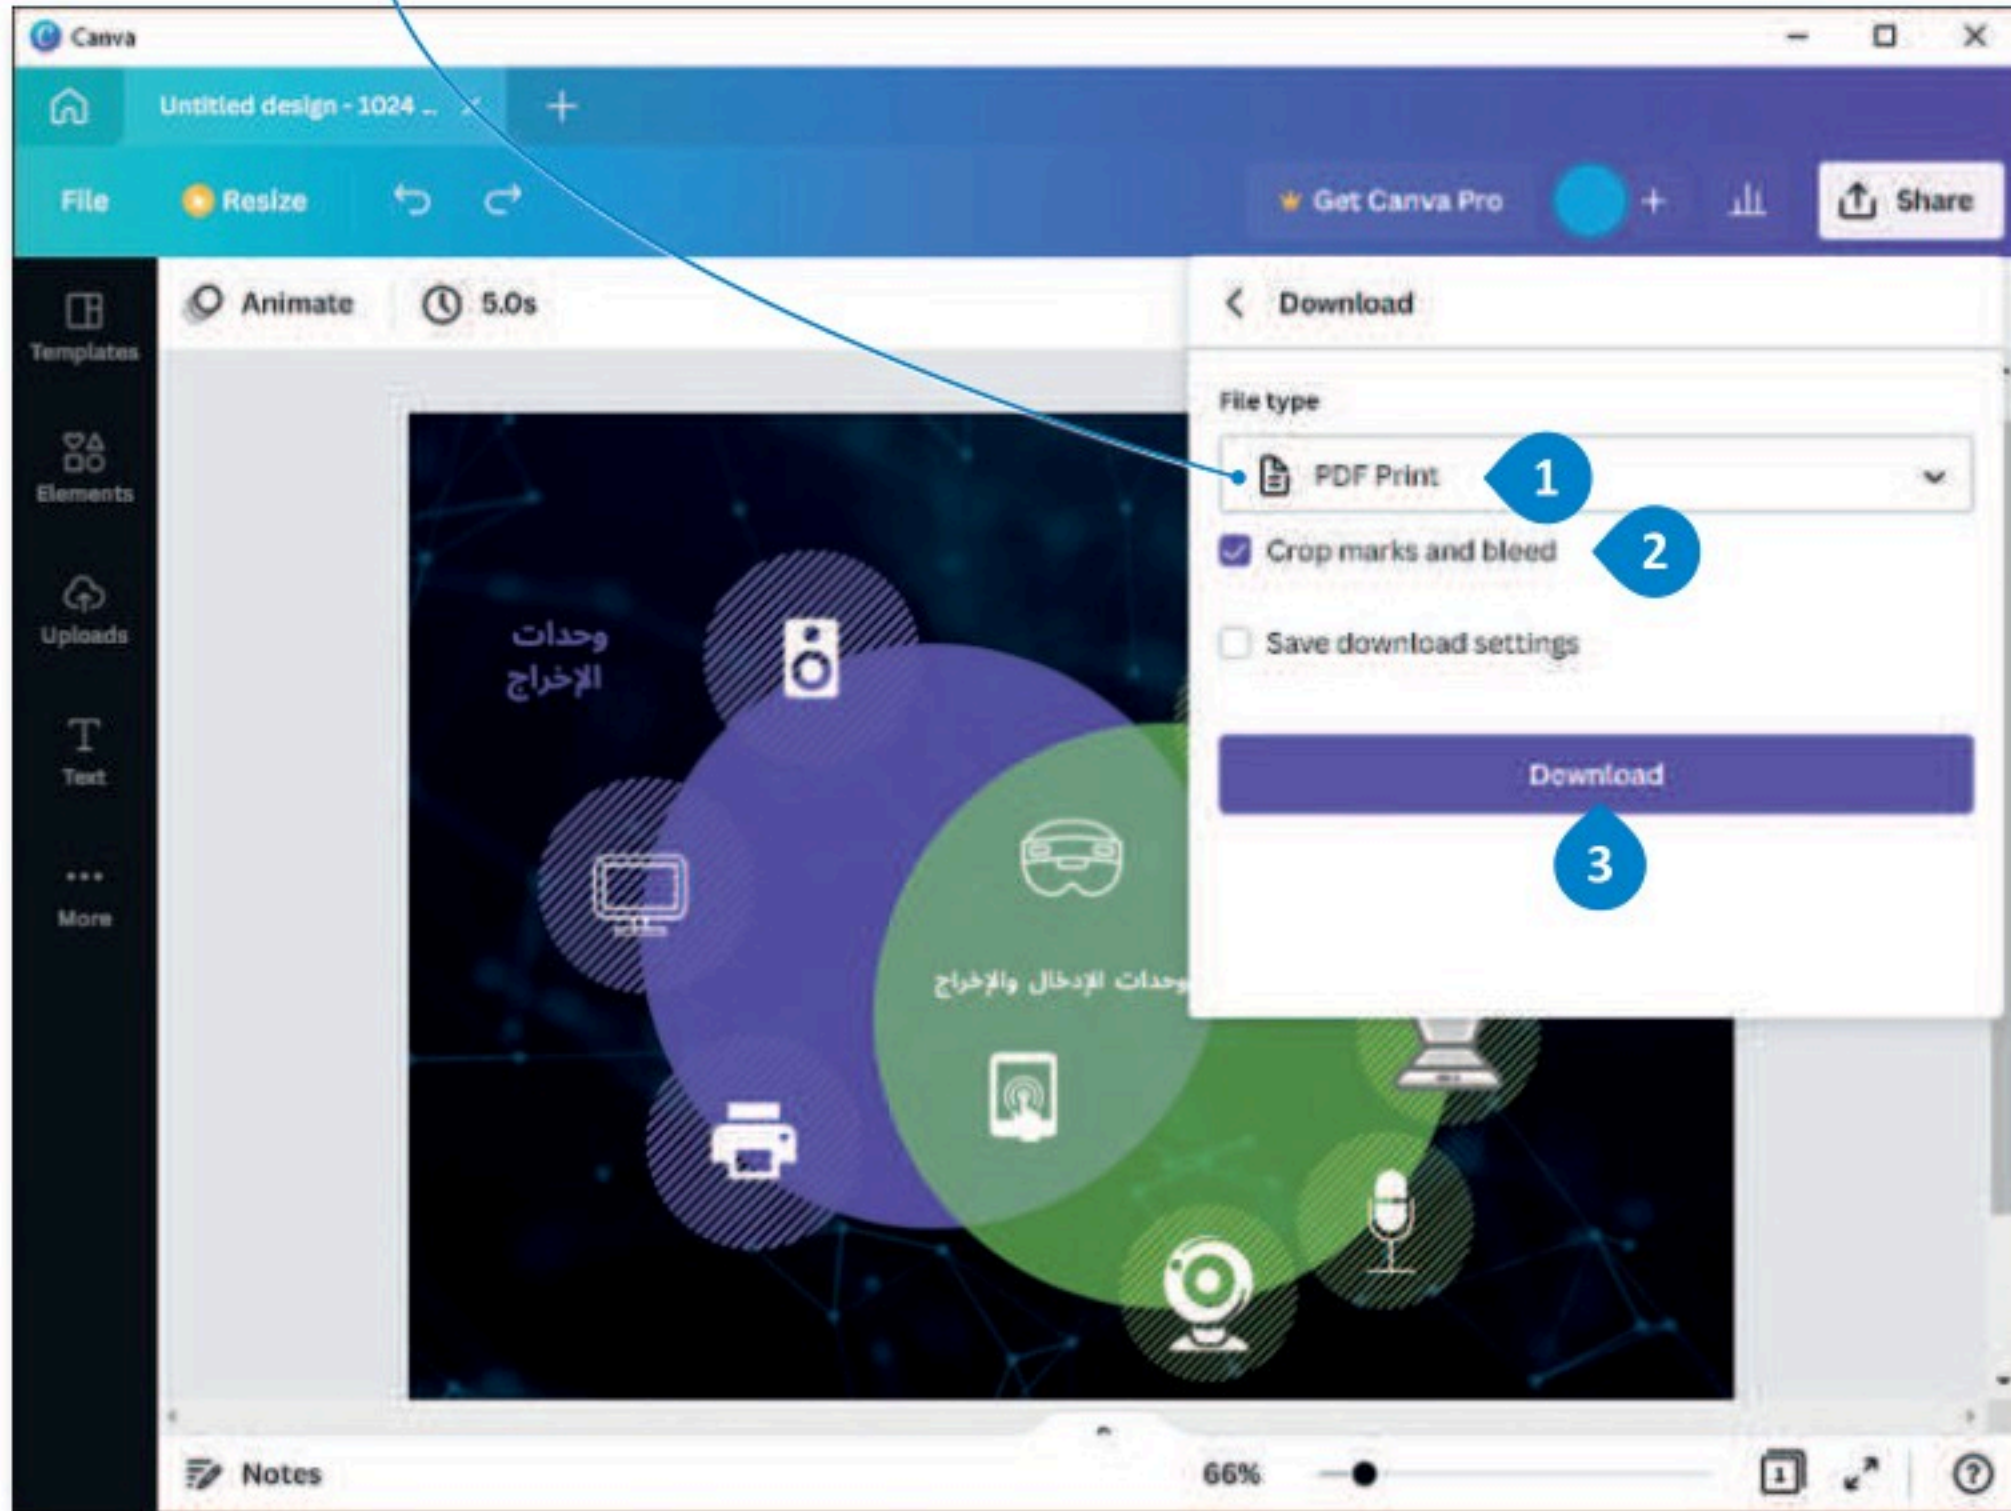 Canva
Untitled design - 1024 ...
File
Resize
Get Canva Pro
Share
Animate
5.0s
Download
Templates
File type
PDF Print
1
Elements
Crop marks and bleed
2
Uploads
وحدات
الإخراج
Save download settings
Text
Download
3
More
وحدات الإدخال والإخراج
Notes
66%
1